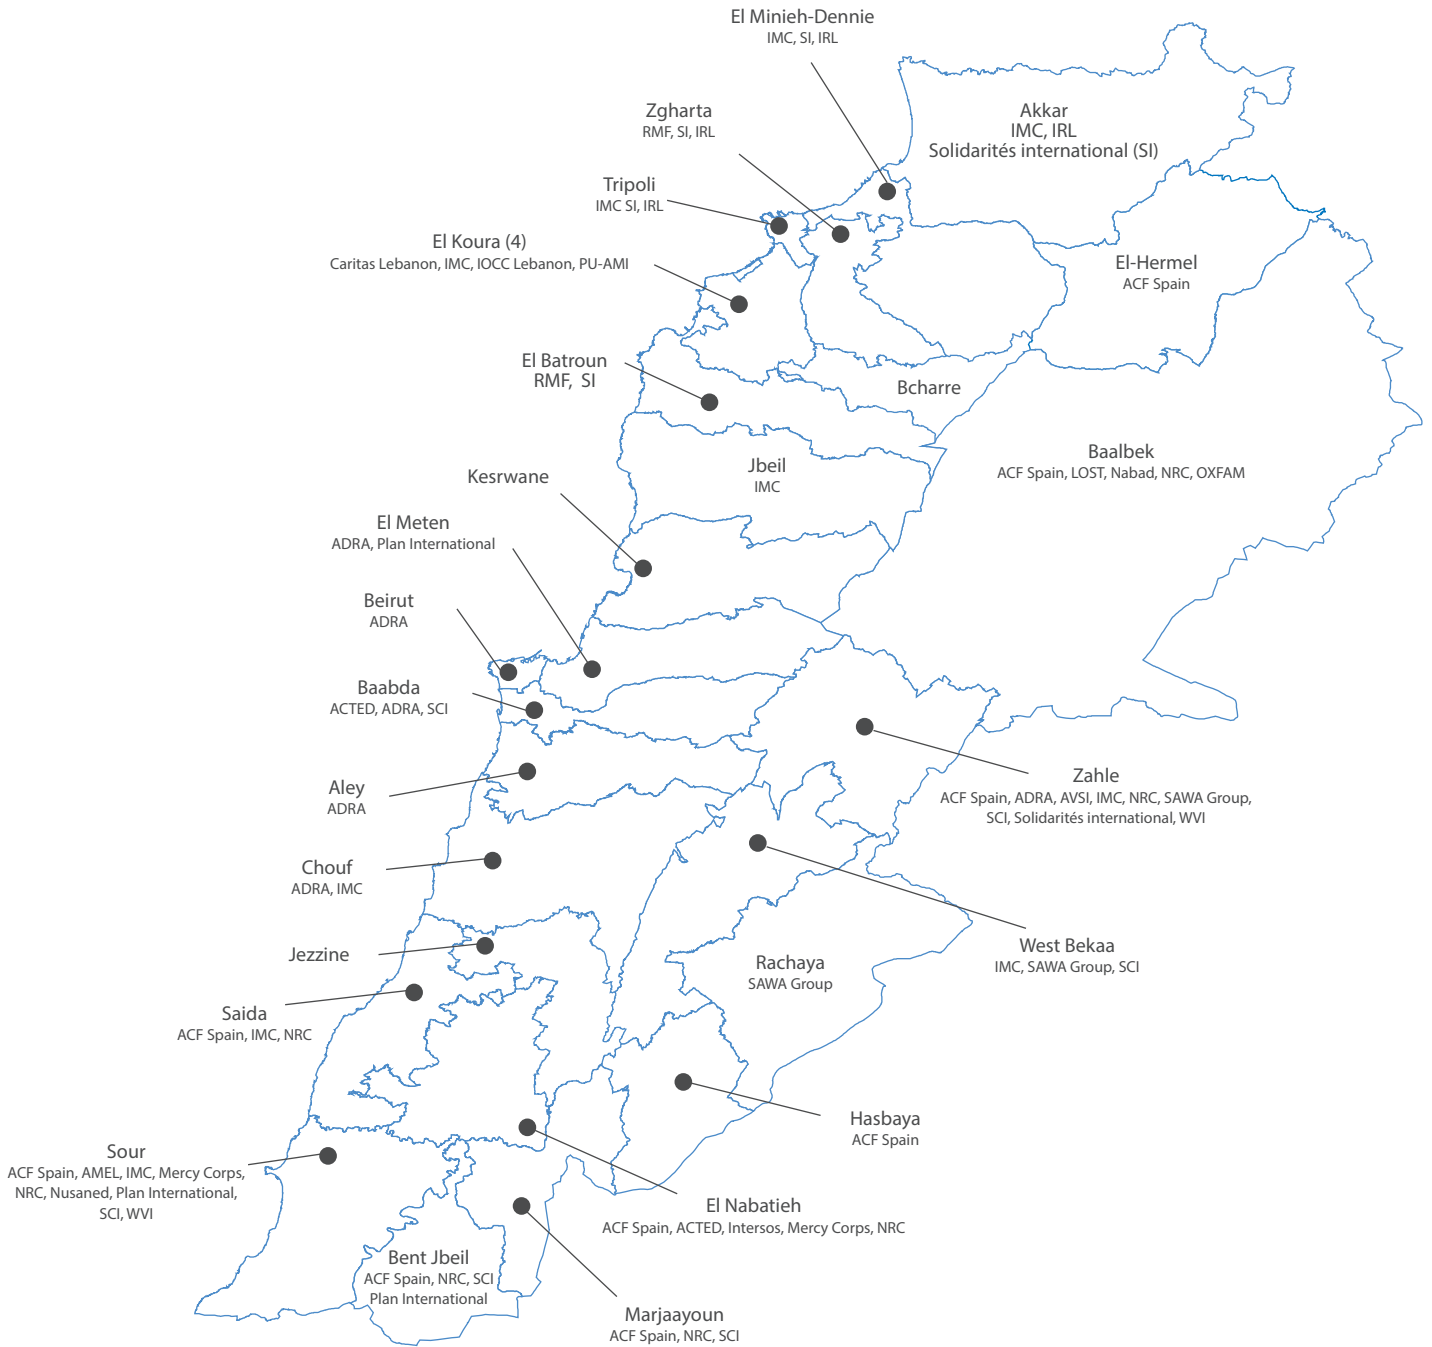 El Minieh-Dennie
IMC, SI, IRL
Zgharta
RMF, SI, IRL
Akkar
IMC, IRL
Solidarités international (SI)
Tripoli
IMC SI, IRL
El Koura (4)
Caritas Lebanon, IMC, IOCC Lebanon, PU-AMI
El-Hermel
ACF Spain
El Batroun
RMF, SI
Bcharre
Baalbek
ACF Spain, LOST, Nabad, NRC, OXFAM
Jbeil
IMC
Kesrwane
El Meten
ADRA, Plan International
Beirut
ADRA
Baabda
ACTED, ADRA, SCI
Aley
ADRA
Zahle
ACF Spain, ADRA, AVSI, IMC, NRC, SAWA Group,
SCI, Solidarités international, WVI
Chouf
ADRA, IMC
Jezzine
West Bekaa
IMC, SAWA Group, SCI
Rachaya
SAWA Group
Saida
ACF Spain, IMC, NRC
Hasbaya
ACF Spain
Sour
ACF Spain, AMEL, IMC, Mercy Corps,
NRC, Nusaned, Plan International,
SCI, WVI
El Nabatieh
ACF Spain, ACTED, Intersos, Mercy Corps, NRC
Bent Jbeil
ACF Spain, NRC, SCI
Plan International
Marjaayoun
ACF Spain, NRC, SCI